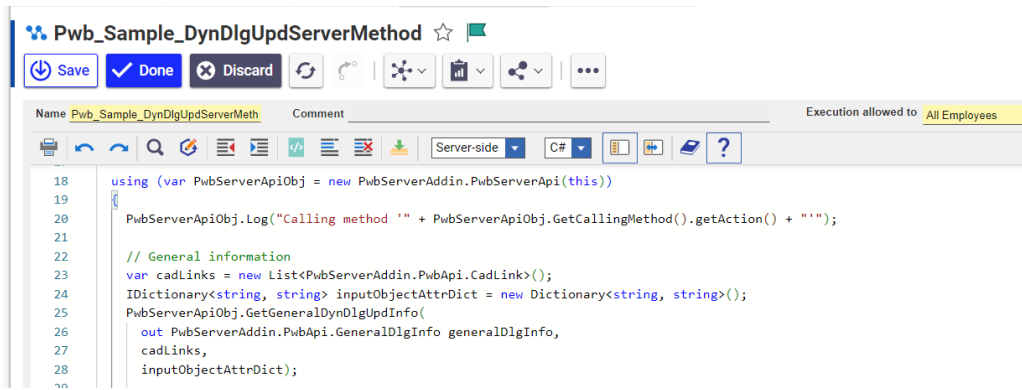 Pwb_Sample_DynDlgUpdServerMethod
Save Done Discard
Name Pwb_Sample_DynDlgUpdServerMeth Comment Execution allowed to All Employees
Server-side C# ?
18 using (var PwbServerApiObj = new PwbServerAddin.PwbServerApi(this))
19 {
20 PwbServerApiObj.Log("Calling method '" + PwbServerApiObj.GetCallingMethod().getAction() + "'");
21
22 // General information
23 var cadLinks = new List<PwbServerAddin.PwbApi.CadLink>();
24 IDictionary<string, string> inputObjectAttrDict = new Dictionary<string, string>();
25 PwbServerApiObj.GetGeneralDynDlgUpdInfo(
26 out PwbServerAddin.PwbApi.GeneralDlgInfo generalDlgInfo,
27 cadLinks,
28 inputObjectAttrDict);